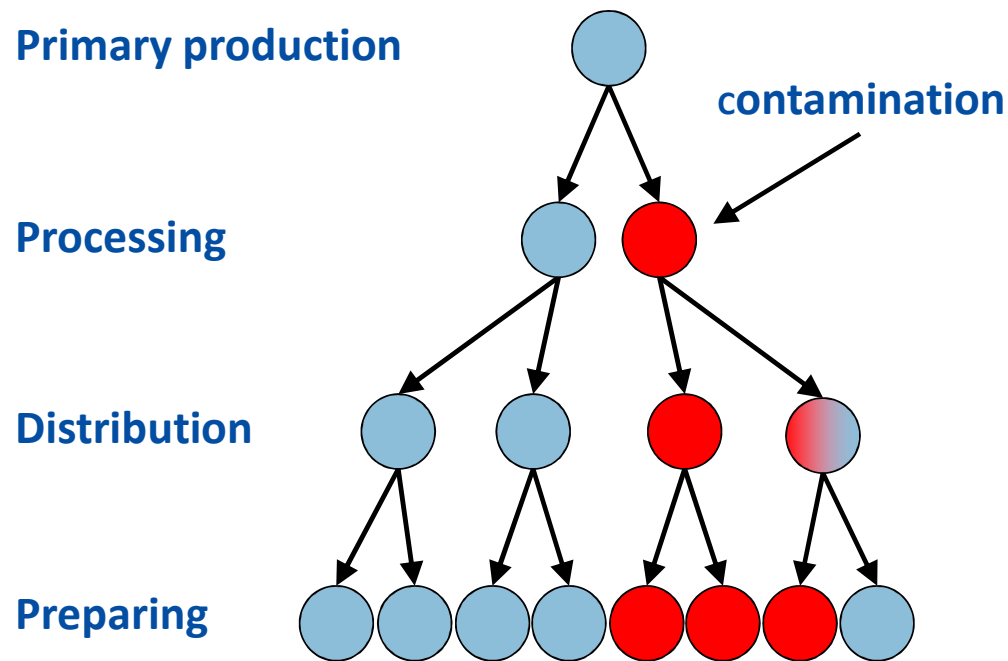 Primary production
contamination
Processing
Distribution
Preparing